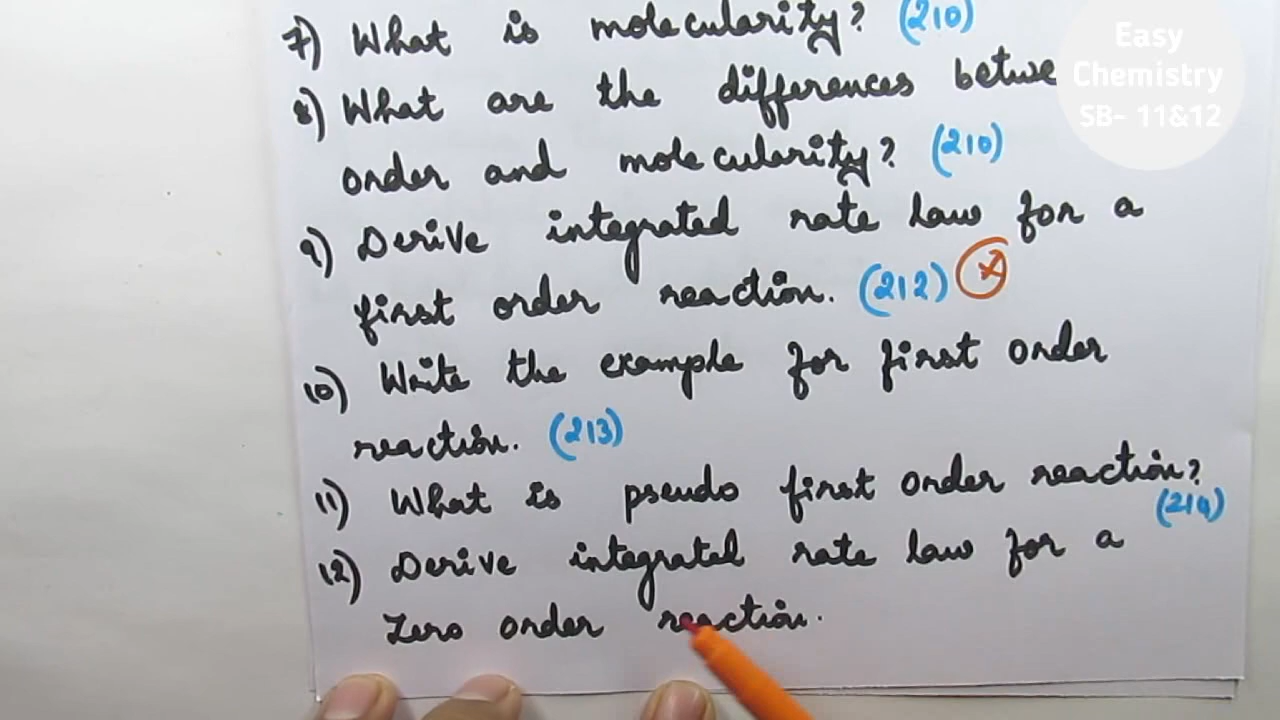 7) What is molecularity? (210)
8) What are the differences betwe
order and molecularity? (210)
9) Derive integrated rate law for a
first order reaction. (212)
10) Write the example for first order
reaction. (213)
11) What is pseudo first order reaction?
(214)
12) Derive integrated rate law for a
Zero order reaction.
Easy
Chemistry
SB- 11&12